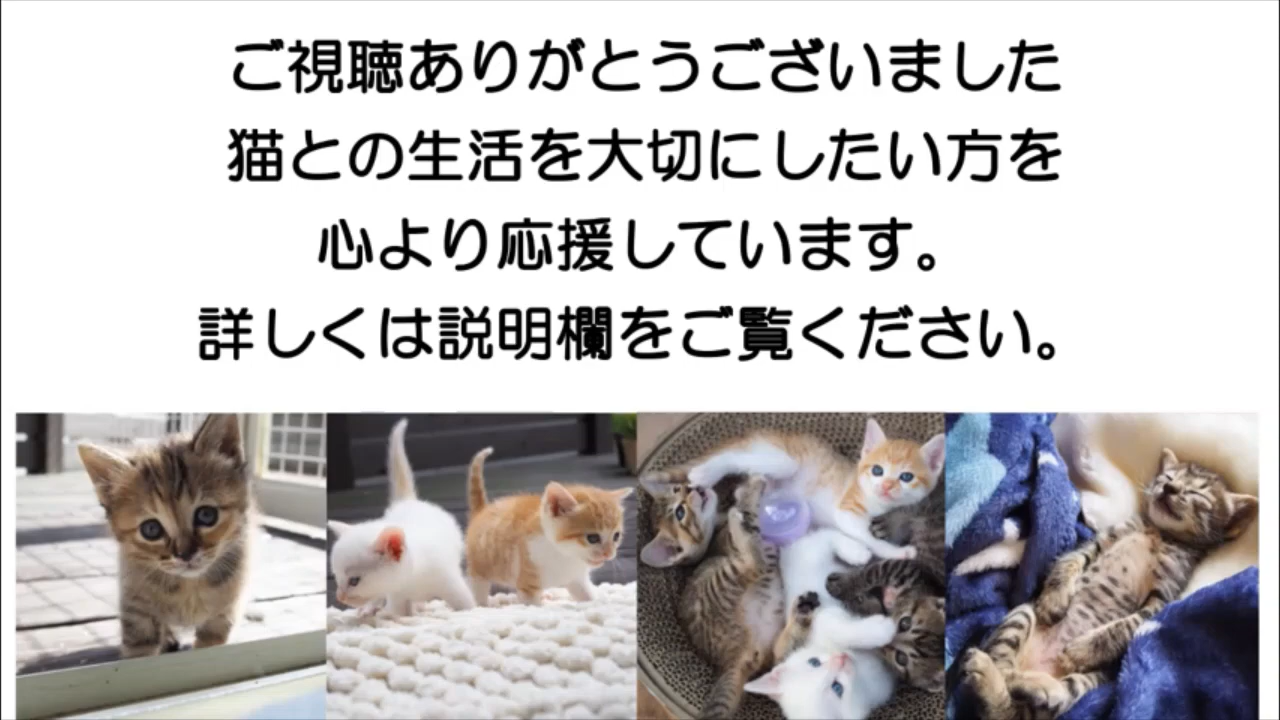 ご視聴ありがとうございました
猫との生活を大切にしたい方を
心より応援しています。
詳しくは説明欄をご覧ください。